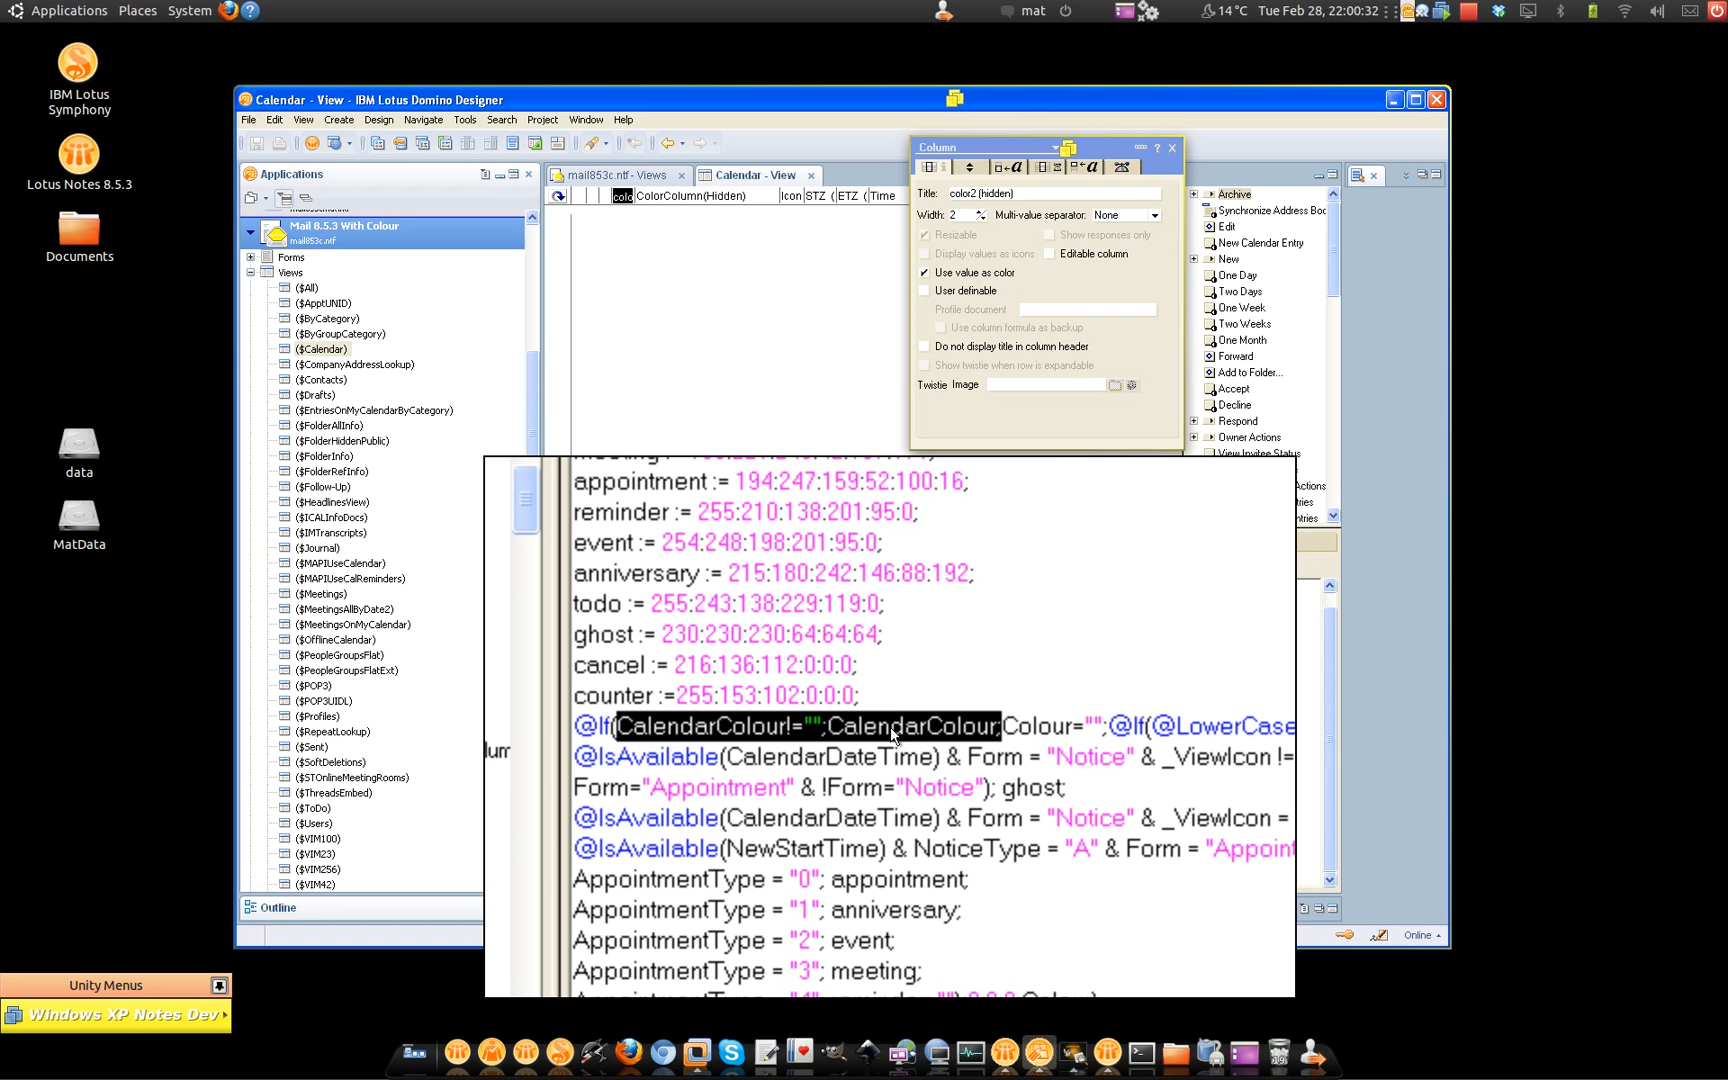 Applications Places System
mat
14 °C Tue Feb 28, 22:00:32
IBM Lotus
Symphony
Lotus Notes 8.5.3
Documents
data
MatData
Calendar - View - IBM Lotus Domino Designer
File Edit View Create Design Navigate Tools Search Project Window Help
Applications
Mail 8.5.3 With Colour
mail853c.ntf
Forms
Views
($All)
($ApptUNID)
($ByCategory)
($ByGroupCategory)
($Calendar)
($CompanyAddressLookup)
($Contacts)
($Drafts)
($EntriesOnMyCalendarByCategory)
($FolderAllInfo)
($FolderHiddenPublic)
($FolderInfo)
($FolderRefInfo)
($Follow-Up)
($HeadlinesView)
($ICALInfoDocs)
($IMTranscripts)
($Journal)
($MAPIUseCalendar)
($MAPIUseCalReminders)
($Meetings)
($MeetingsAllByDate2)
($MeetingsOnMyCalendar)
($OfflineCalendar)
($PeopleGroupsFlat)
($PeopleGroupsFlatExt)
($POP3)
($POP3UIDL)
($Profiles)
($RepeatLookup)
($Sent)
($SoftDeletions)
($STOnlineMeetingRooms)
($ThreadsEmbed)
($ToDo)
($Users)
($VIM100)
($VIM23)
($VIM256)
($VIM42)
Outline
mail853c.ntf - Views
Calendar - View
colo ColorColumn(Hidden) Icon STZ ( ETZ ( Time
Column
Title: color2 (hidden)
Width: 2 Multi-value separator: None
Resizable Show responses only
Display values as icons Editable column
Use value as color
User definable
Profile document
Use column formula as backup
Do not display title in column header
Show twistie when row is expandable
Twistie Image
Archive
Synchronize Address Boo
Edit
New Calendar Entry
New
One Day
Two Days
One Week
Two Weeks
One Month
Forward
Add to Folder...
Accept
Decline
Respond
Owner Actions
View Invitee Status
Actions
ntries
ntries
appointment := 194:247:159:52:100:16;
reminder := 255:210:138:201:95:0;
event := 254:248:198:201:95:0;
anniversary := 215:180:242:146:88:192;
todo := 255:243:138:229:119:0;
ghost := 230:230:230:64:64:64;
cancel := 216:136:112:0:0:0;
counter :=255:153:102:0:0:0;
@If(CalendarColour!="";CalendarColour;Colour="";@If(@LowerCase
lum
@IsAvailable(CalendarDateTime) & Form = "Notice" & _ViewIcon !=
Form="Appointment" & !Form="Notice"); ghost;
@IsAvailable(CalendarDateTime) & Form = "Notice" & _ViewIcon =
@IsAvailable(NewStartTime) & NoticeType = "A" & Form = "Appoint
AppointmentType = "0"; appointment;
AppointmentType = "1"; anniversary;
AppointmentType = "2"; event;
AppointmentType = "3"; meeting;
Online
Unity Menus
Windows XP Notes Dev